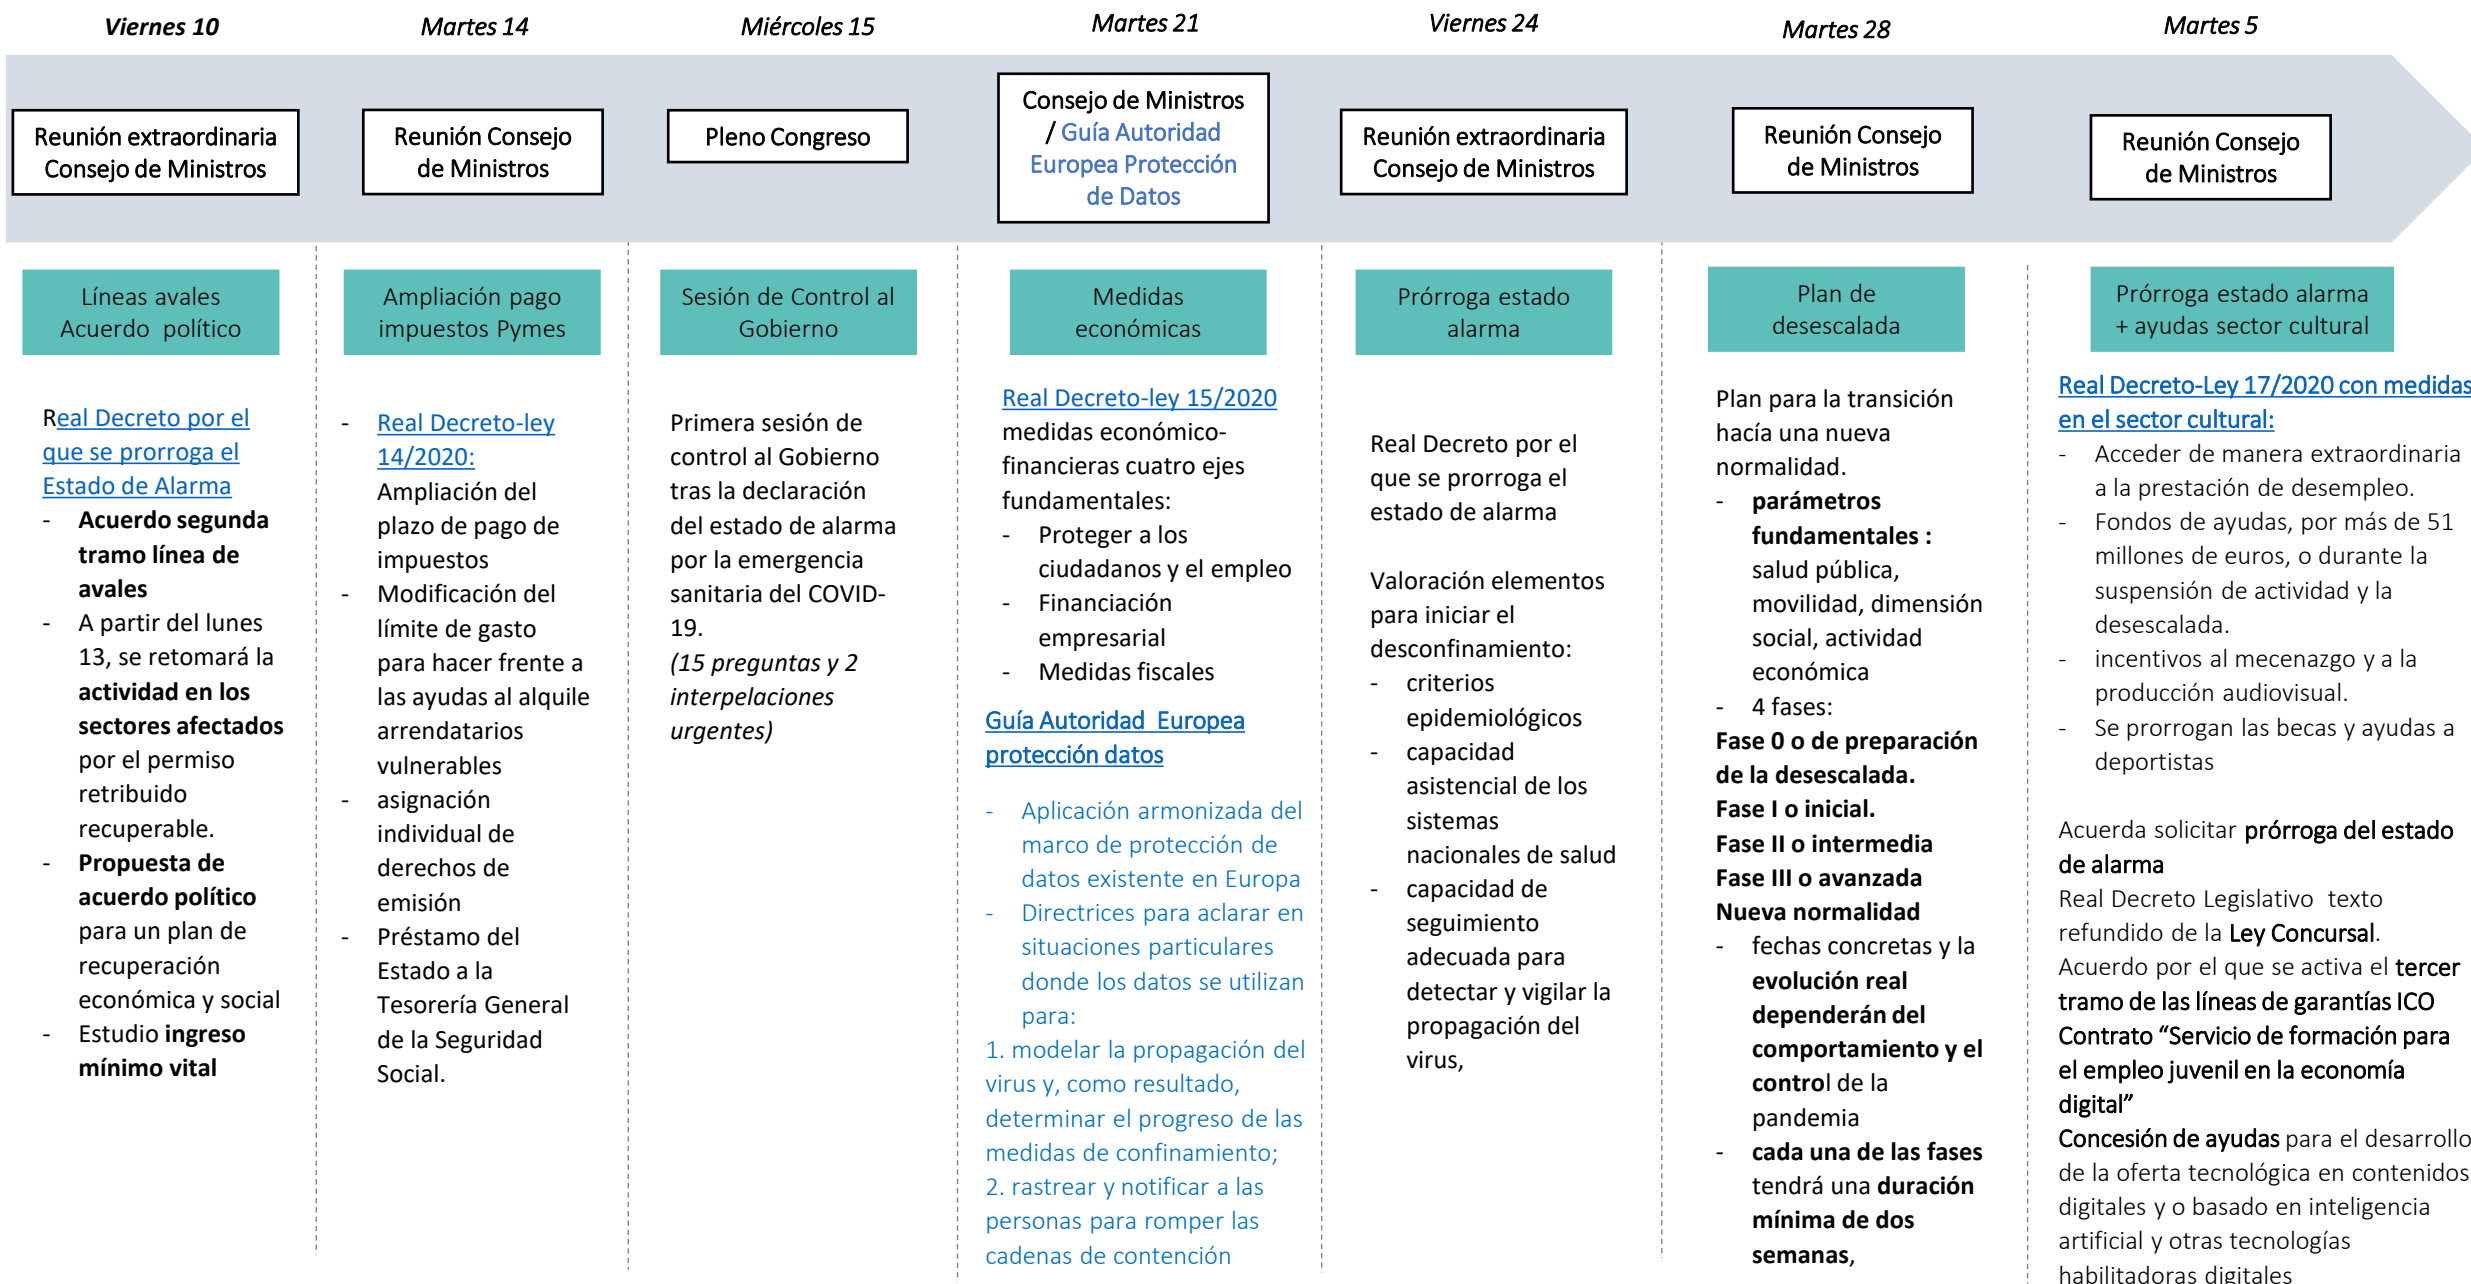 Viernes 10
Martes 14
Miércoles 15
Martes 21
Viernes 24
Martes 28
Martes 5
Reunión extraordinaria
Consejo de Ministros
Reunión Consejo
de Ministros
Pleno Congreso
Consejo de Ministros
/ Guía Autoridad
Europea Protección
de Datos
Reunión extraordinaria
Consejo de Ministros
Reunión Consejo
de Ministros
Reunión Consejo
de Ministros
Líneas avales
Acuerdo político
Real Decreto por el
que se prorroga el
Estado de Alarma
- Acuerdo segunda
tramo línea de
avales
- A partir del lunes
13, se retomará la
actividad en los
sectores afectados
por el permiso
retribuido
recuperable.
- Propuesta de
acuerdo político
para un plan de
recuperación
económica y social
- Estudio ingreso
mínimo vital
Ampliación pago
impuestos Pymes
- Real Decreto-ley
14/2020:
Ampliación del
plazo de pago de
impuestos
- Modificación del
límite de gasto
para hacer frente a
las ayudas al alquile
arrendatarios
vulnerables
- asignación
individual de
derechos de
emisión
- Préstamo del
Estado a la
Tesorería General
de la Seguridad
Social.
Sesión de Control al
Gobierno
Primera sesión de
control al Gobierno
tras la declaración
del estado de alarma
por la emergencia
sanitaria del COVID-
19.
(15 preguntas y 2
interpelaciones
urgentes)
Medidas
económicas
Real Decreto-ley 15/2020
medidas económico-
financieras cuatro ejes
fundamentales:
- Proteger a los
ciudadanos y el empleo
- Financiación
empresarial
- Medidas fiscales
Guía Autoridad Europea
protección datos
- Aplicación armonizada del
marco de protección de
datos existente en Europa
- Directrices para aclarar en
situaciones particulares
donde los datos se utilizan
para:
1. modelar la propagación del
virus y, como resultado,
determinar el progreso de las
medidas de confinamiento;
2. rastrear y notificar a las
personas para romper las
cadenas de contención
Prórroga estado
alarma
Real Decreto por el
que se prorroga el
estado de alarma
Valoración elementos
para iniciar el
desconfinamiento:
- criterios
epidemiológicos
- capacidad
asistencial de los
sistemas
nacionales de salud
- capacidad de
seguimiento
adecuada para
detectar y vigilar la
propagación del
virus,
Plan de
desescalada
Plan para la transición
hacía una nueva
normalidad.
- parámetros
fundamentales :
salud pública,
movilidad, dimensión
social, actividad
económica
- 4 fases:
Fase 0 o de preparación
de la desescalada.
Fase I o inicial.
Fase II o intermedia
Fase III o avanzada
Nueva normalidad
- fechas concretas y la
evolución real
dependerán del
comportamiento y el
control de la
pandemia
- cada una de las fases
tendrá una duración
mínima de dos
semanas,
Prórroga estado alarma
+ ayudas sector cultural
Real Decreto-Ley 17/2020 con medidas
en el sector cultural:
- Acceder de manera extraordinaria
a la prestación de desempleo.
- Fondos de ayudas, por más de 51
millones de euros, o durante la
suspensión de actividad y la
desescalada.
- incentivos al mecenazgo y a la
producción audiovisual.
- Se prorrogan las becas y ayudas a
deportistas
Acuerda solicitar prórroga del estado
de alarma
Real Decreto Legislativo texto
refundido de la Ley Concursal.
Acuerdo por el que se activa el tercer
tramo de las líneas de garantías ICO
Contrato “Servicio de formación para
el empleo juvenil en la economía
digital”
Concesión de ayudas para el desarrollo
de la oferta tecnológica en contenidos
digitales y o basado en inteligencia
artificial y otras tecnologías
habilitadoras digitales